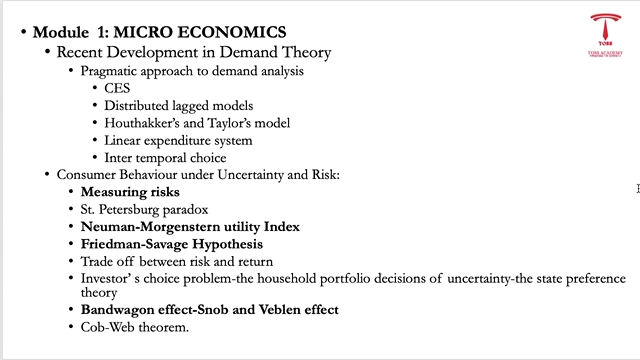 • Module 1: MICRO ECONOMICS
• Recent Development in Demand Theory
• Pragmatic approach to demand analysis
• CES
• Distributed lagged models
• Houthakker's and Taylor's model
• Linear expenditure system
• Inter temporal choice
• Consumer Behaviour under Uncertainty and Risk:
• Measuring risks
• St. Petersburg paradox
• Neuman-Morgenstern utility Index
• Friedman-Savage Hypothesis
• Trade off between risk and return
• Investor' s choice problem-the household portfolio decisions of uncertainty-the state preference
theory
• Bandwagon effect-Snob and Veblen effect
• Cob-Web theorem.